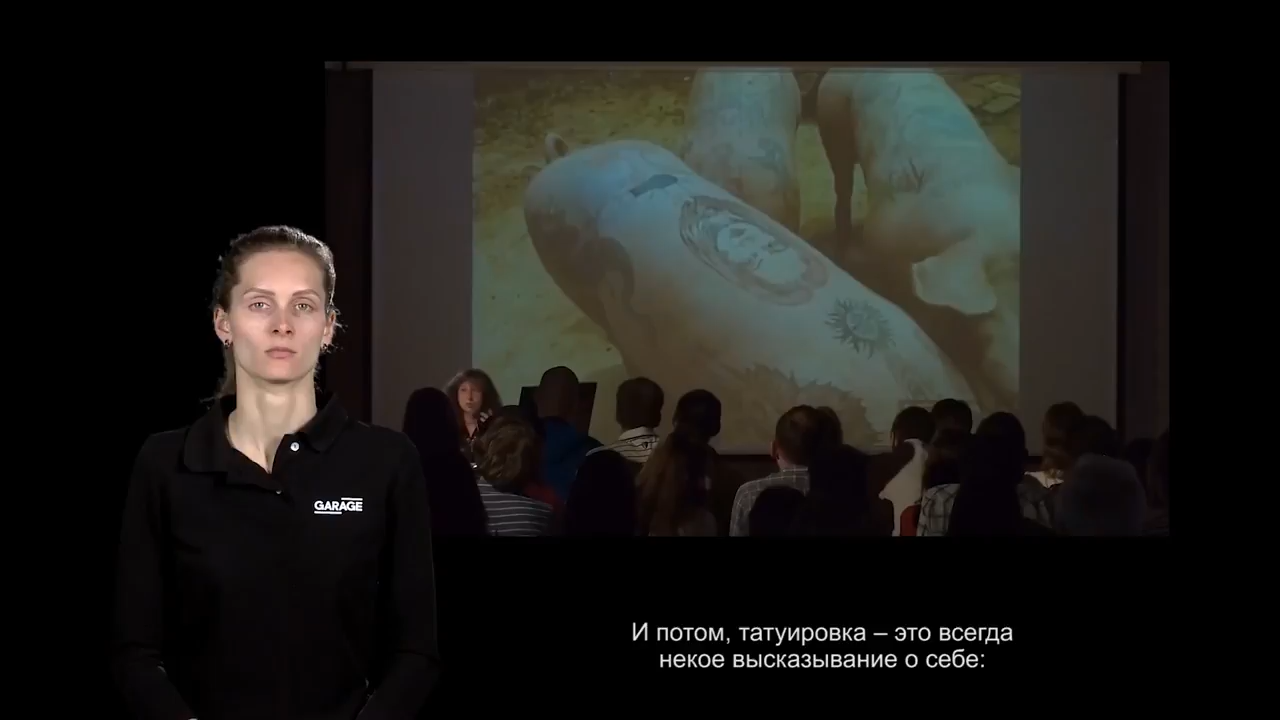 GARAGE
И потом, татуировка – это всегда
некое высказывание о себе: